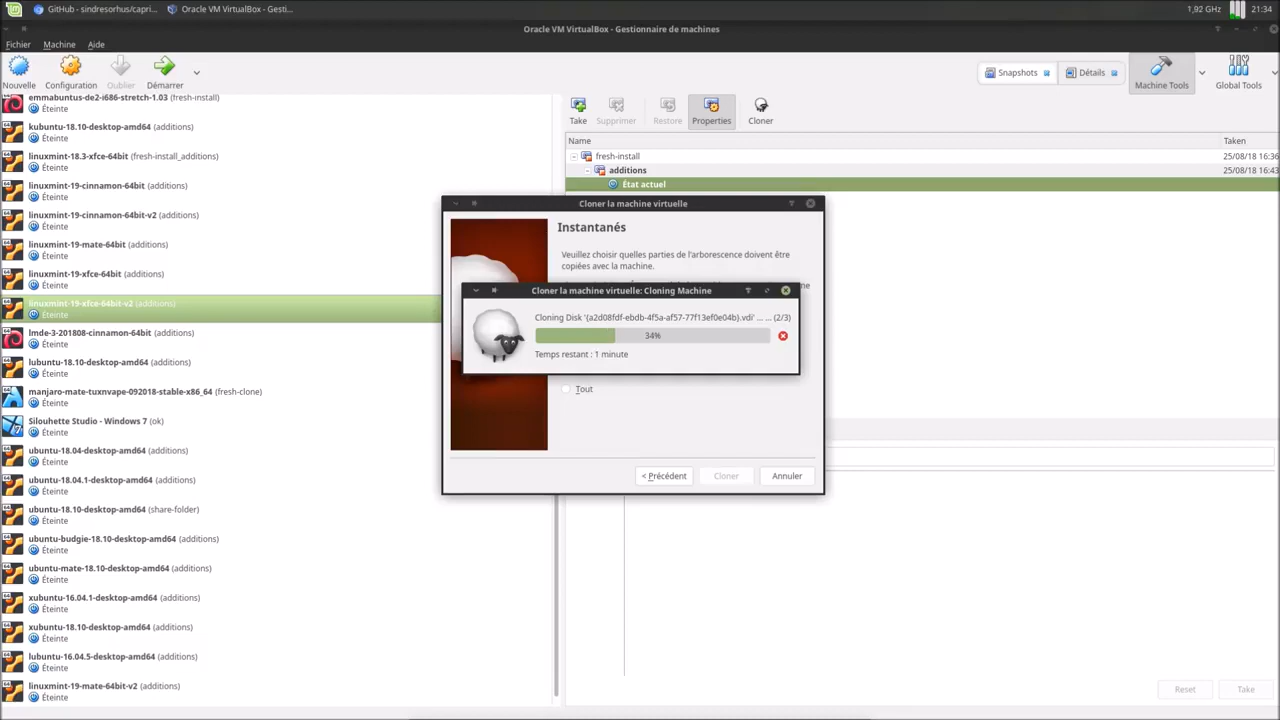 GitHub - sindresorhus/capri... Oracle VM VirtualBox - Gesti... 1,92 GHz 21:34
Oracle VM VirtualBox - Gestionnaire de machines
Fichier Machine Aide
Nouvelle Configuration Oublier Démarrer Snapshots Détails Machine Tools Global Tools
emmabuntus-de2-i686-stretch-1.03 (fresh-install)
Éteinte
kubuntu-18.10-desktop-amd64 (additions)
Éteinte
linuxmint-18.3-xfce-64bit (fresh-install_additions)
Éteinte
linuxmint-19-cinnamon-64bit (additions)
Éteinte
linuxmint-19-cinnamon-64bit-v2 (additions)
Éteinte
linuxmint-19-mate-64bit (additions)
Éteinte
linuxmint-19-xfce-64bit (additions)
Éteinte
linuxmint-19-xfce-64bit-v2 (additions)
Éteinte
lmde-3-201808-cinnamon-64bit (additions)
Éteinte
lubuntu-18.10-desktop-amd64 (additions)
Éteinte
manjaro-mate-tuxnvape-092018-stable-x86_64 (fresh-clone)
Éteinte
Silouhette Studio - Windows 7 (ok)
Éteinte
ubuntu-18.04-desktop-amd64 (additions)
Éteinte
ubuntu-18.04.1-desktop-amd64 (additions)
Éteinte
ubuntu-18.10-desktop-amd64 (share-folder)
Éteinte
ubuntu-budgie-18.10-desktop-amd64 (additions)
Éteinte
ubuntu-mate-18.10-desktop-amd64 (additions)
Éteinte
xubuntu-16.04.1-desktop-amd64 (additions)
Éteinte
xubuntu-18.10-desktop-amd64 (additions)
Éteinte
lubuntu-16.04.5-desktop-amd64 (additions)
Éteinte
linuxmint-19-mate-64bit-v2 (additions)
Éteinte
Take Supprimer Restore Properties Cloner
Name Taken
fresh-install 25/08/18 16:36
additions 25/08/18 16:43
État actuel
Cloner la machine virtuelle
Instantanés
Veuillez choisir quelles parties de l'arborescence doivent être
copiées avec la machine.
ne
Cloner la machine virtuelle: Cloning Machine
Cloning Disk '{a2d08fdf-ebdb-4f5a-af57-77f13ef0e04b}.vdi' ... ... (2/3)
34%
Temps restant : 1 minute
Tout
< Précédent Cloner Annuler
Reset Take